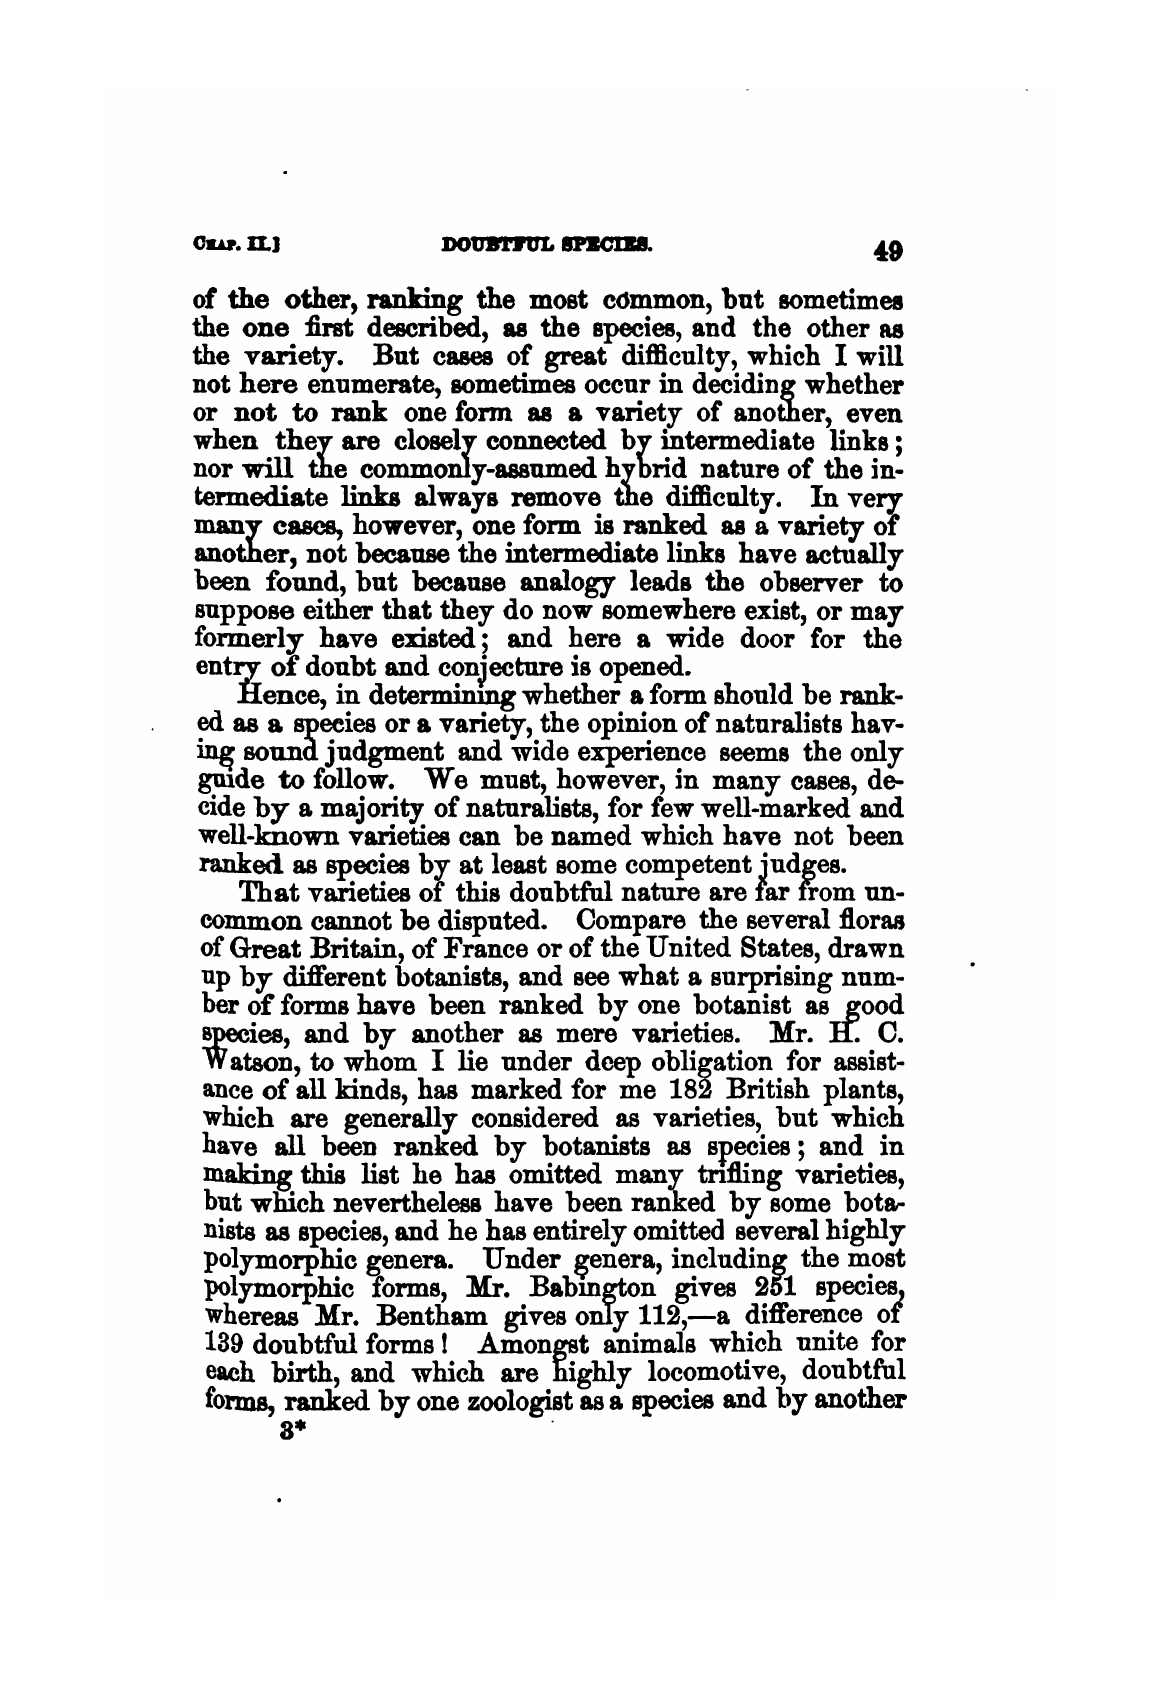 CHAP. II.] DOUBTFUL SPECIES. 49
of the other, ranking the most common, but sometimes
the one first described, as the species, and the other as
the variety. But cases of great difficulty, which I will
not here enumerate, sometimes occur in deciding whether
or not to rank one form as a variety of another, even
when they are closely connected by intermediate links;
nor will the commonly-assumed hybrid nature of the in-
termediate links always remove the difficulty. In very
many cases, however, one form is ranked as a variety of
another, not because the intermediate links have actually
been found, but because analogy leads the observer to
suppose either that they do now somewhere exist, or may
formerly have existed; and here a wide door for the
entry of doubt and conjecture is opened.
Hence, in determining whether a form should be rank-
ed as a species or a variety, the opinion of naturalists hav-
ing sound judgment and wide experience seems the only
guide to follow. We must, however, in many cases, de-
cide by a majority of naturalists, for few well-marked and
well-known varieties can be named which have not been
ranked as species by at least some competent judges.
That varieties of this doubtful nature are far from un-
common cannot be disputed. Compare the several floras
of Great Britain, of France or of the United States, drawn
up by different botanists, and see what a surprising num-
ber of forms have been ranked by one botanist as good
species, and by another as mere varieties. Mr. H. C.
Watson, to whom I lie under deep obligation for assist-
ance of all kinds, has marked for me 182 British plants,
which are generally considered as varieties, but which
have all been ranked by botanists as species; and in
making this list he has omitted many trifling varieties,
but which nevertheless have been ranked by some bota-
nists as species, and he has entirely omitted several highly
polymorphic genera. Under genera, including the most
polymorphic forms, Mr. Babington gives 251 species,
whereas Mr. Bentham gives only 112,—a difference of
139 doubtful forms! Amongst animals which unite for
each birth, and which are highly locomotive, doubtful
forms, ranked by one zoologist as a species and by another
3*